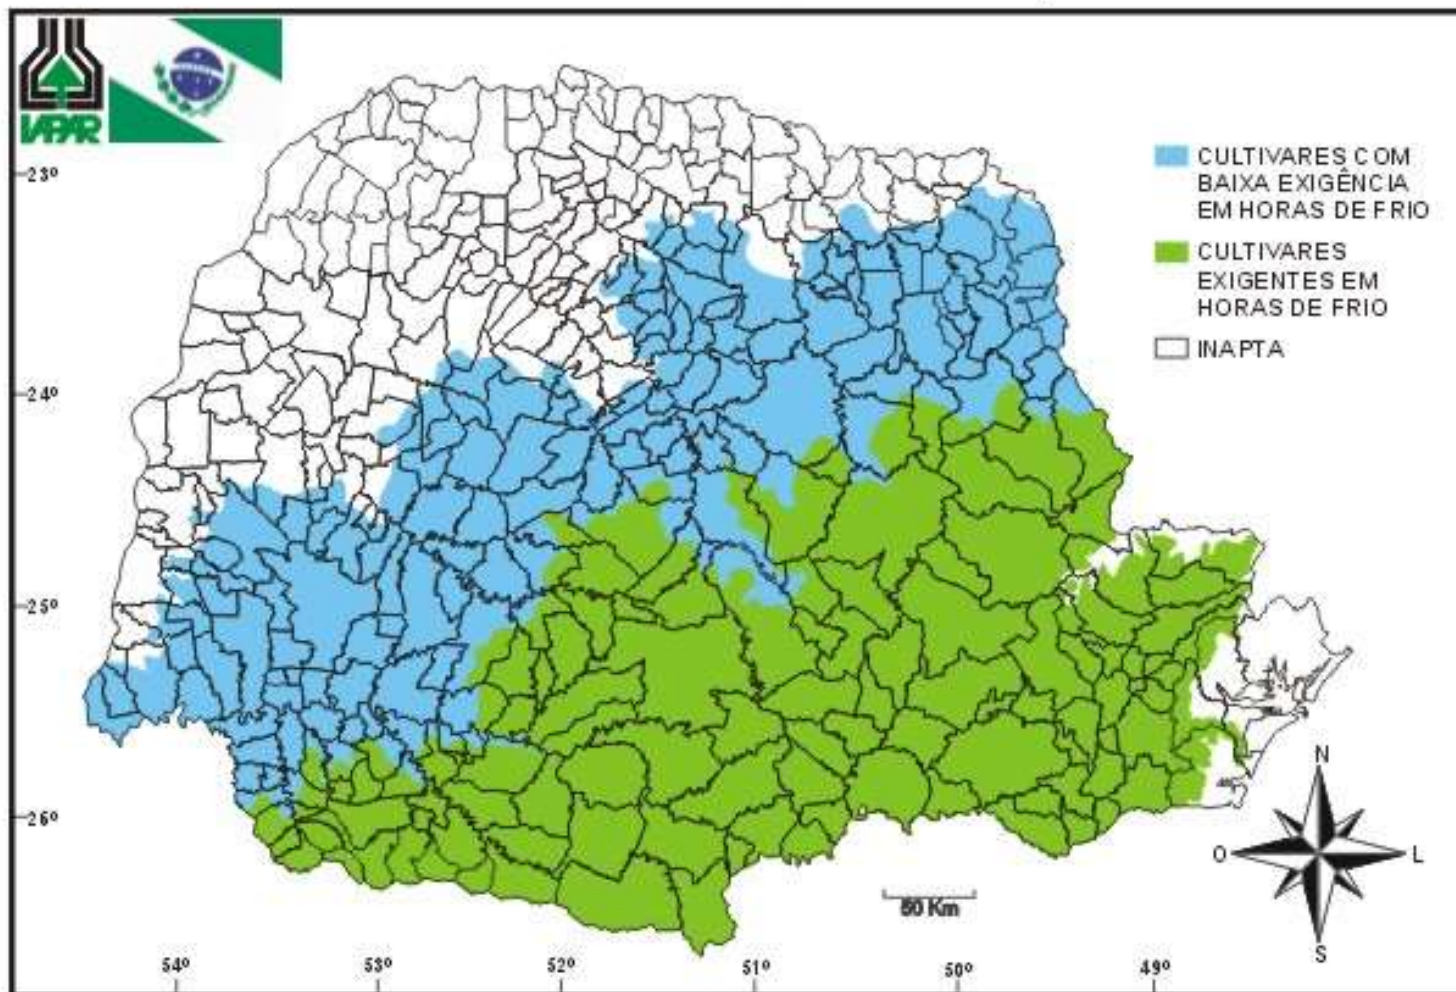 IAPAR
CULTIVARES COM
BAIXA EXIGÊNCIA
EM HORAS DE FRIO
CULTIVARES
EXIGENTES EM
HORAS DE FRIO
INAPTA
23º
24º
25º
26º
N
O
L
S
50 Km
54º
53º
52º
51º
50º
49º